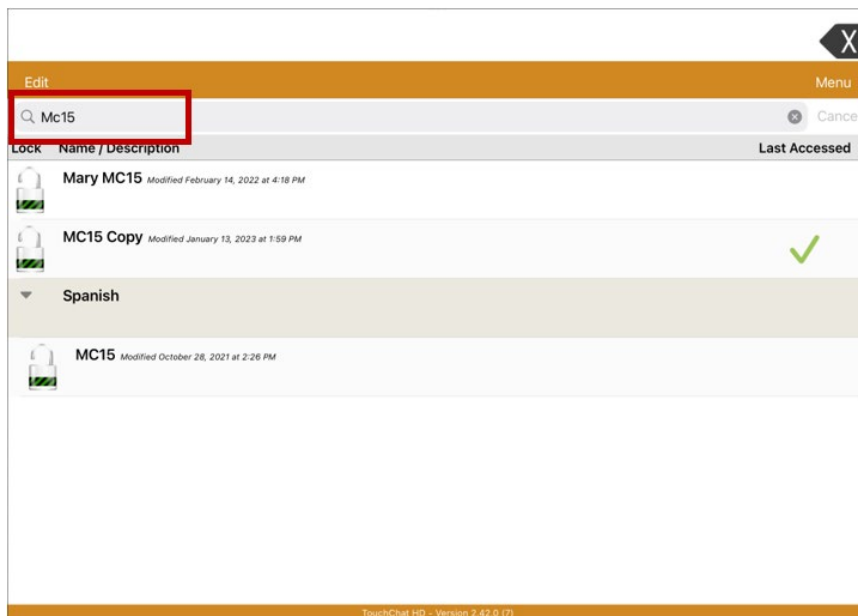 X
Edit Menu
Mc15 Cance
Lock Name / Description Last Accessed
Mary MC15 Modified February 14, 2022 at 4:18 PM
MC15 Copy Modified January 13, 2023 at 1:59 PM
Spanish
MC15 Modified October 28, 2021 at 2:26 PM
TouchChat HD - Version 2.42.0 (7)